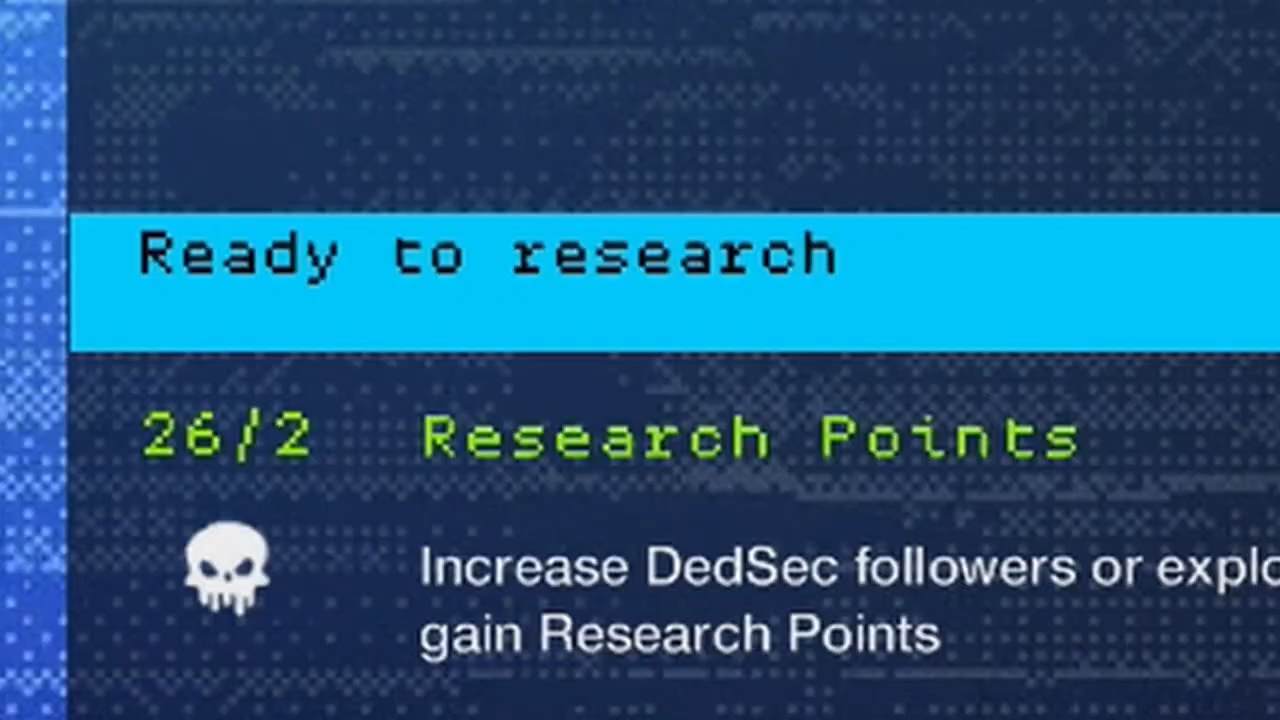 Ready to research
26/2 Research Points
Increase DedSec followers or explo
gain Research Points